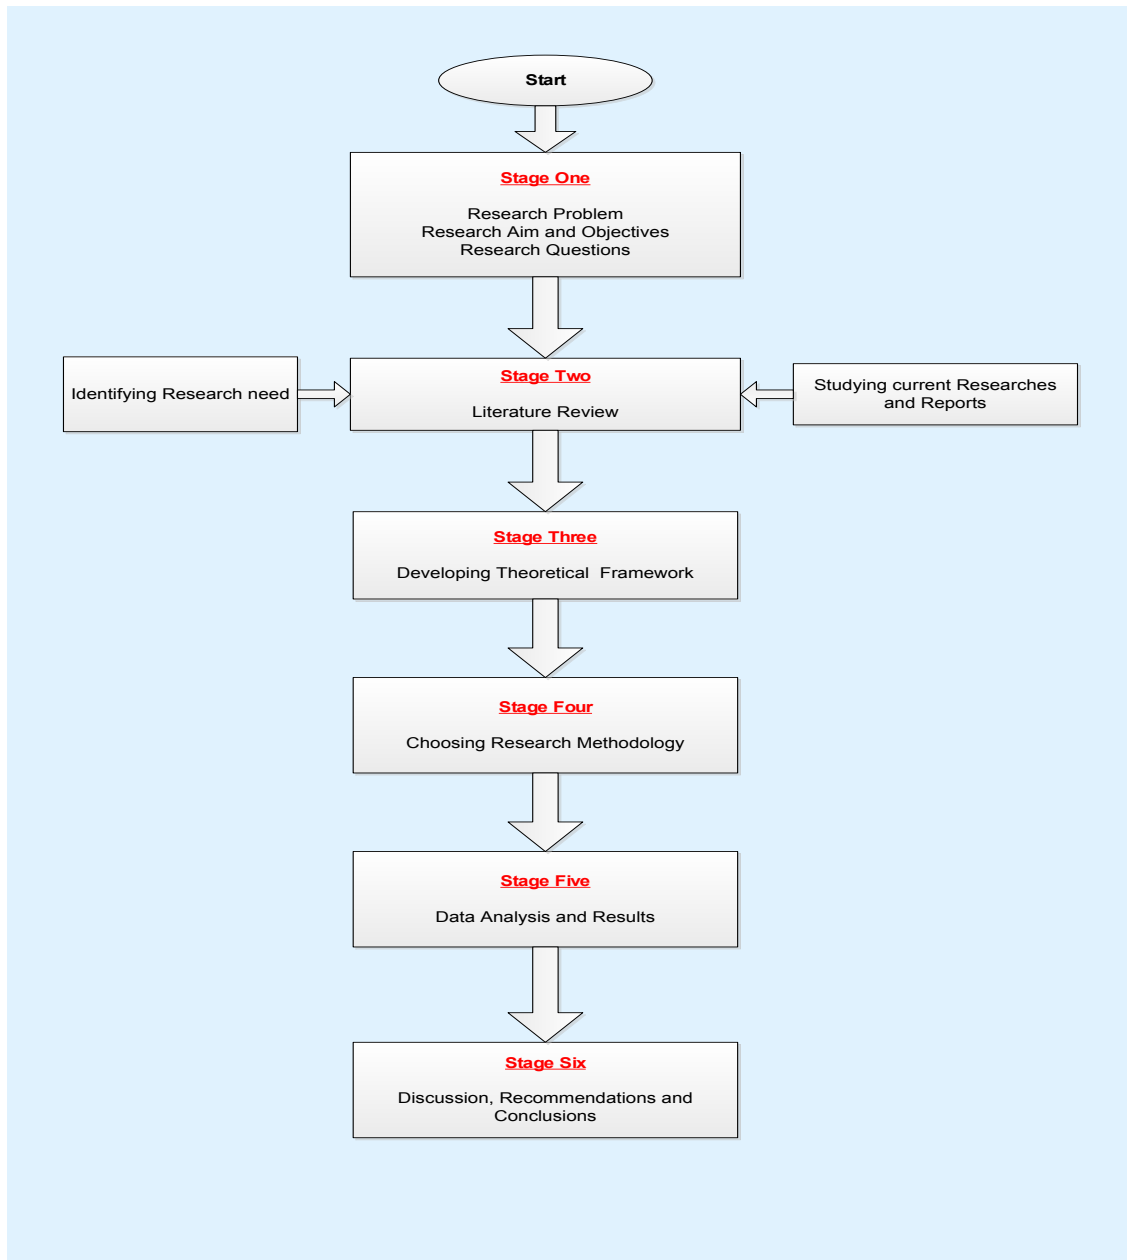 Start
Stage One
Research Problem
Research Aim and Objectives
Research Questions
Identifying Research need
Stage Two
Literature Review
Studying current Researches
and Reports
Stage Three
Developing Theoretical  Framework
Stage Four
Choosing Research Methodology
Stage Five
Data Analysis and Results
Stage Six
Discussion, Recommendations and
Conclusions